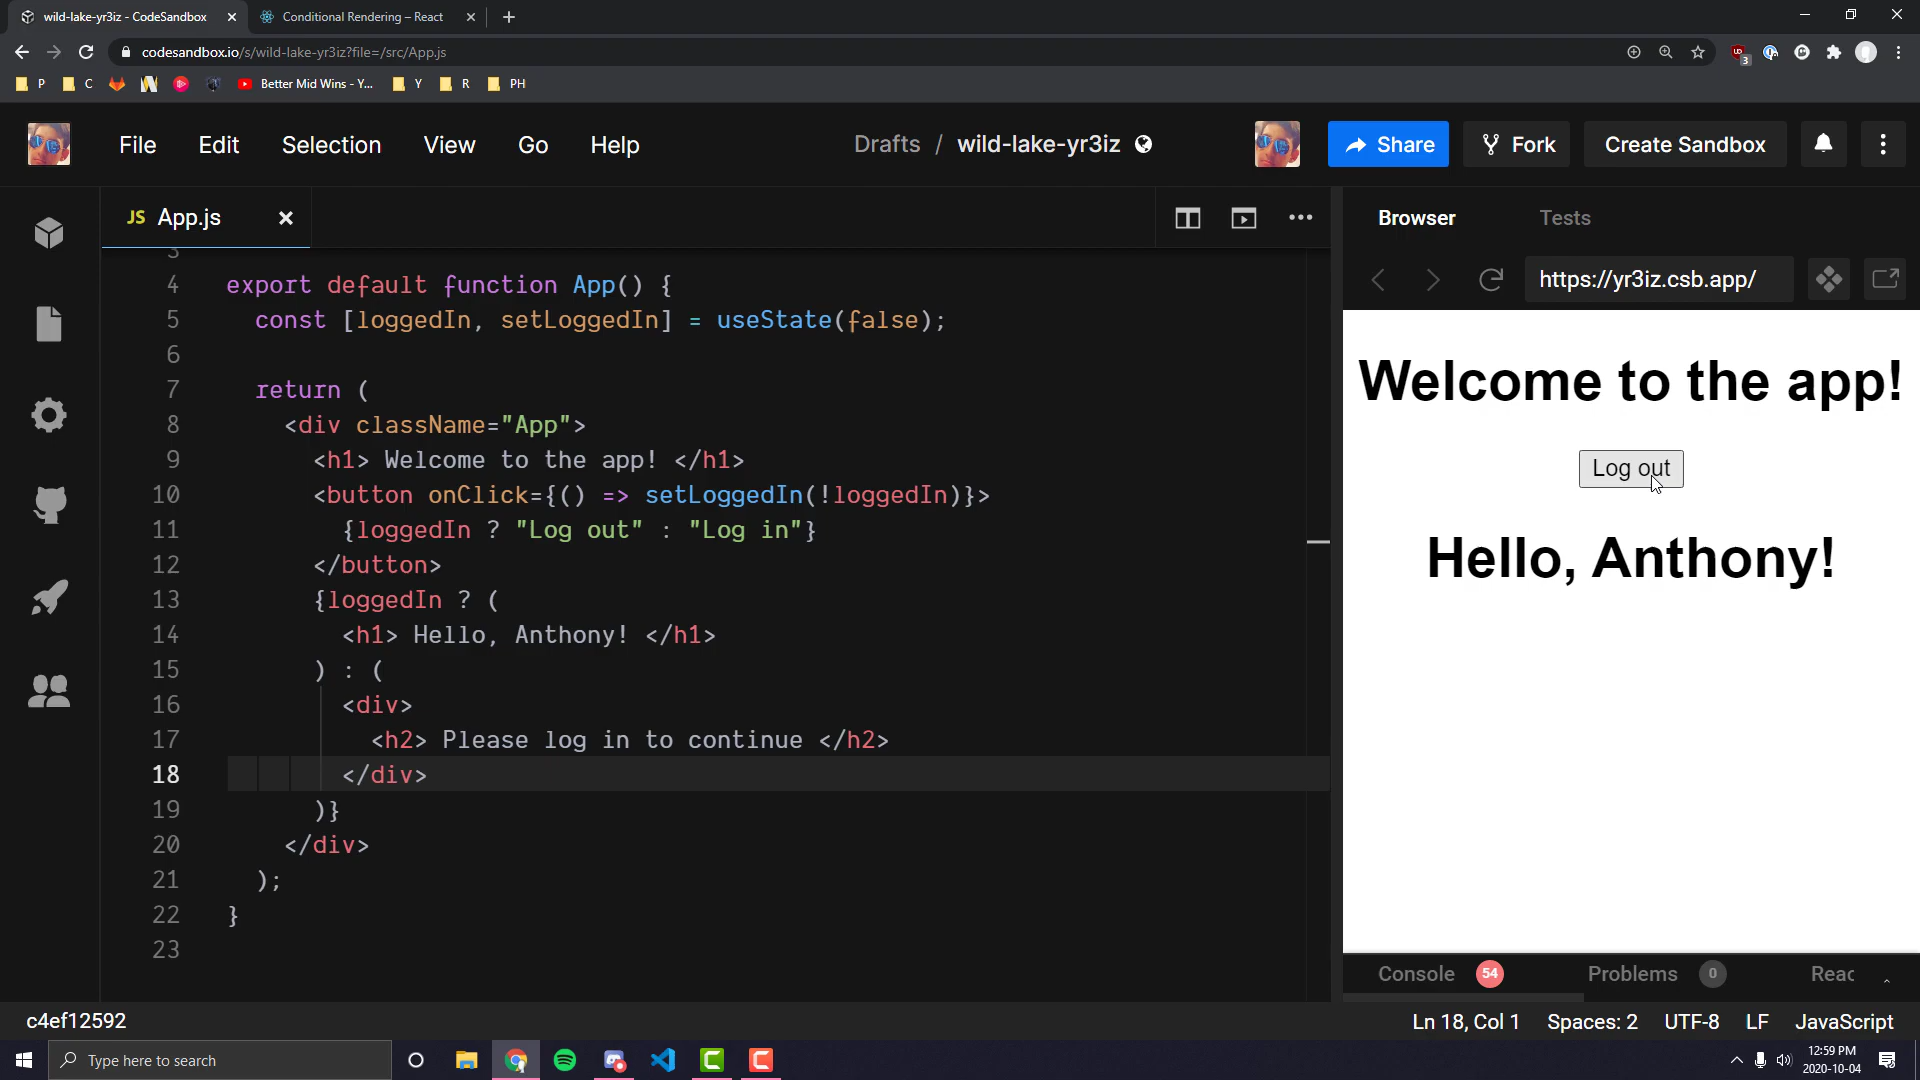 wild-lake-yr3iz - CodeSandbox
Conditional Rendering – React
codesandbox.io/s/wild-lake-yr3iz?file=/src/App.js
3
P
C
Better Mid Wins - Y...
Y
R
PH
File Edit Selection View Go Help
Drafts / wild-lake-yr3iz
Share
Fork
Create Sandbox
JS App.js
Browser
Tests
https://yr3iz.csb.app/
3
4 export default function App() {
5 const [loggedIn, setLoggedIn] = useState(false);
6
7 return (
8 <div className="App">
9 <h1> Welcome to the app! </h1>
10 <button onClick={() => setLoggedIn(!loggedIn)}>
11 {loggedIn ? "Log out" : "Log in"}
12 </button>
13 {loggedIn ? (
14 <h1> Hello, Anthony! </h1>
15 ) : (
16 <div>
17 <h2> Please log in to continue </h2>
18 </div>
19 )}
20 </div>
21 );
22 }
23
Welcome to the app!
Log out
Hello, Anthony!
Console 54
Problems 0
Reac
c4ef12592
Ln 18, Col 1 Spaces: 2 UTF-8 LF JavaScript
Type here to search
12:59 PM
2020-10-04